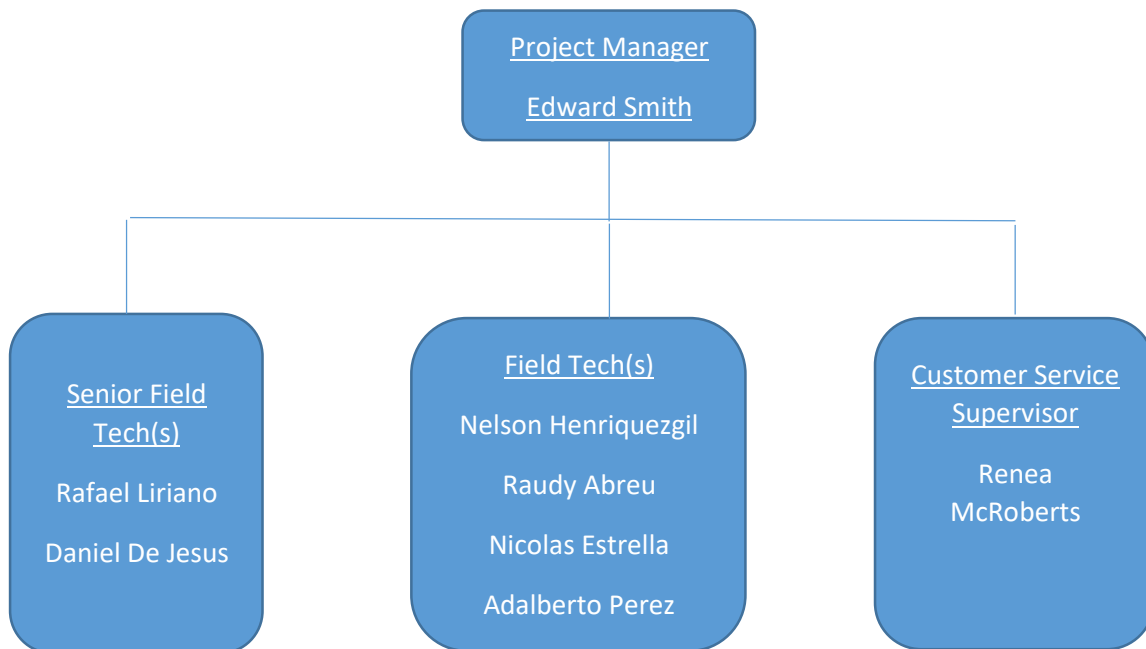 Project Manager
Edward Smith
Senior Field
Tech(s)
Rafael Liriano
Daniel De Jesus
Field Tech(s)
Nelson Henriquezgil
Raudy Abreu
Nicolas Estrella
Adalberto Perez
Customer Service
Supervisor
Renea
McRoberts